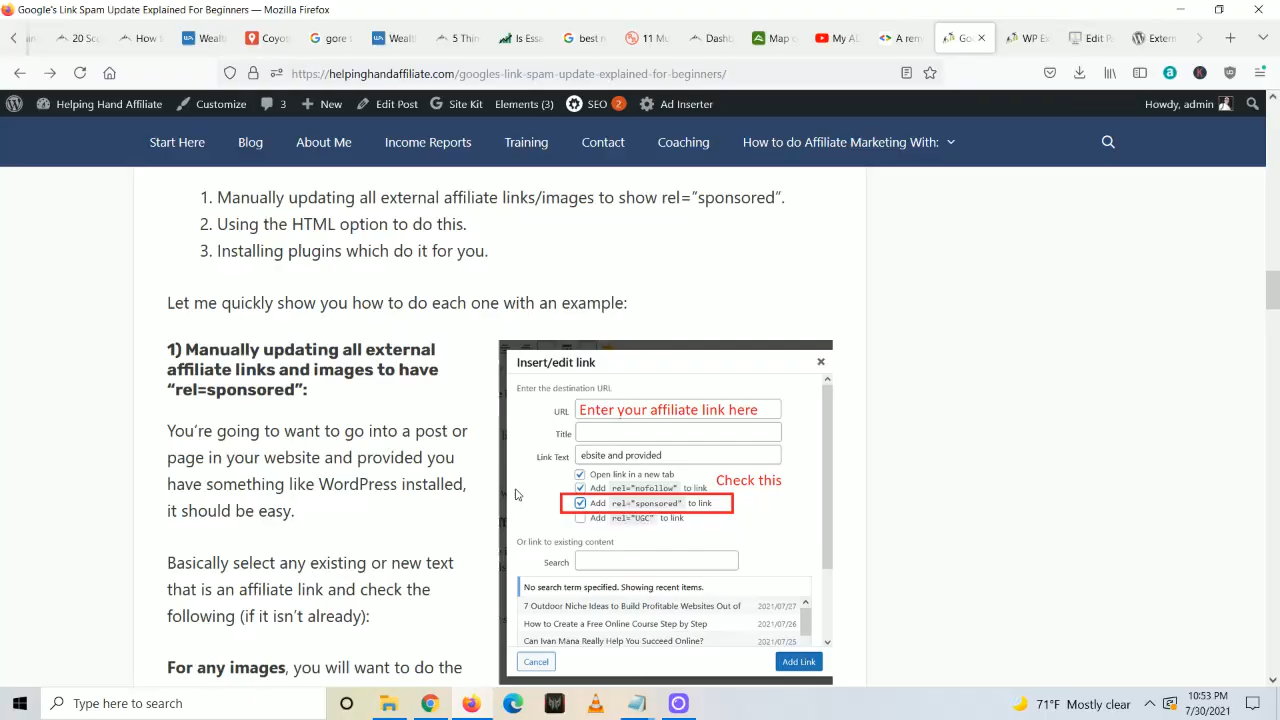 Google's Link Spam Update Explained For Beginners — Mozilla Firefox
20 Sc
How t
Wealt
Coyos
gore t
Wealt
5 Thin
Is Essa
best n
11 Mu
Dashb
Map o
My AD
A rem
Goo
WP Ex
Edit Po
Extern
https://helpinghandaffiliate.com/googles-link-spam-update-explained-for-beginners/
Helping Hand Affiliate Customize 3 New Edit Post Site Kit Elements (3) SEO 2 Ad Inserter Howdy, admin
Start Here Blog About Me Income Reports Training Contact Coaching How to do Affiliate Marketing With:
1. Manually updating all external affiliate links/images to show rel=”sponsored”.
2. Using the HTML option to do this.
3. Installing plugins which do it for you.
Let me quickly show you how to do each one with an example:
1) Manually updating all external
affiliate links and images to have
“rel=sponsored”:
You’re going to want to go into a post or
page in your website and provided you
have something like WordPress installed,
it should be easy.
Basically select any existing or new text
that is an affiliate link and check the
following (if it isn’t already):
For any images, you will want to do the
Insert/edit link
Enter the destination URL
URL Enter your affiliate link here
Title
Link Text ebsite and provided
Open link in a new tab
Add rel="nofollow" to link
Check this
Add rel="sponsored" to link
Add rel="UGC" to link
Or link to existing content
Search
No search term specified. Showing recent items.
7 Outdoor Niche Ideas to Build Profitable Websites Out of 2021/07/27
How to Create a Free Online Course Step by Step 2021/07/26
Can Ivan Mana Really Help You Succeed Online? 2021/07/25
Cancel Add Link
Type here to search
71°F Mostly clear
10:53 PM
7/30/2021